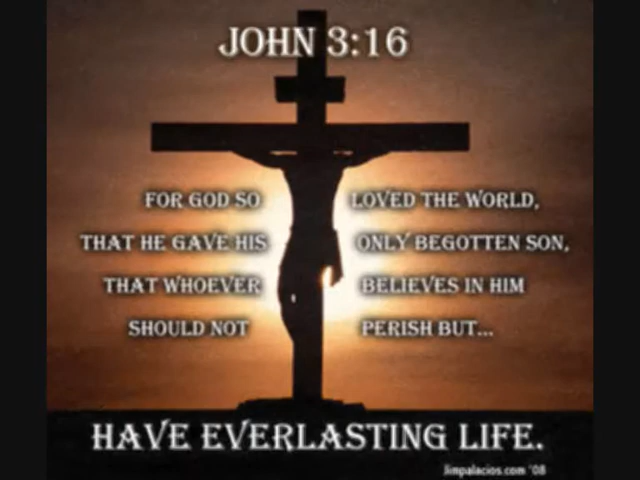 JOHN 3:16
FOR GOD SO LOVED THE WORLD,
THAT HE GAVE HIS ONLY BEGOTTEN SON,
THAT WHOEVER BELIEVES IN HIM
SHOULD NOT PERISH BUT...
HAVE EVERLASTING LIFE.
Jimpalacios.com '08